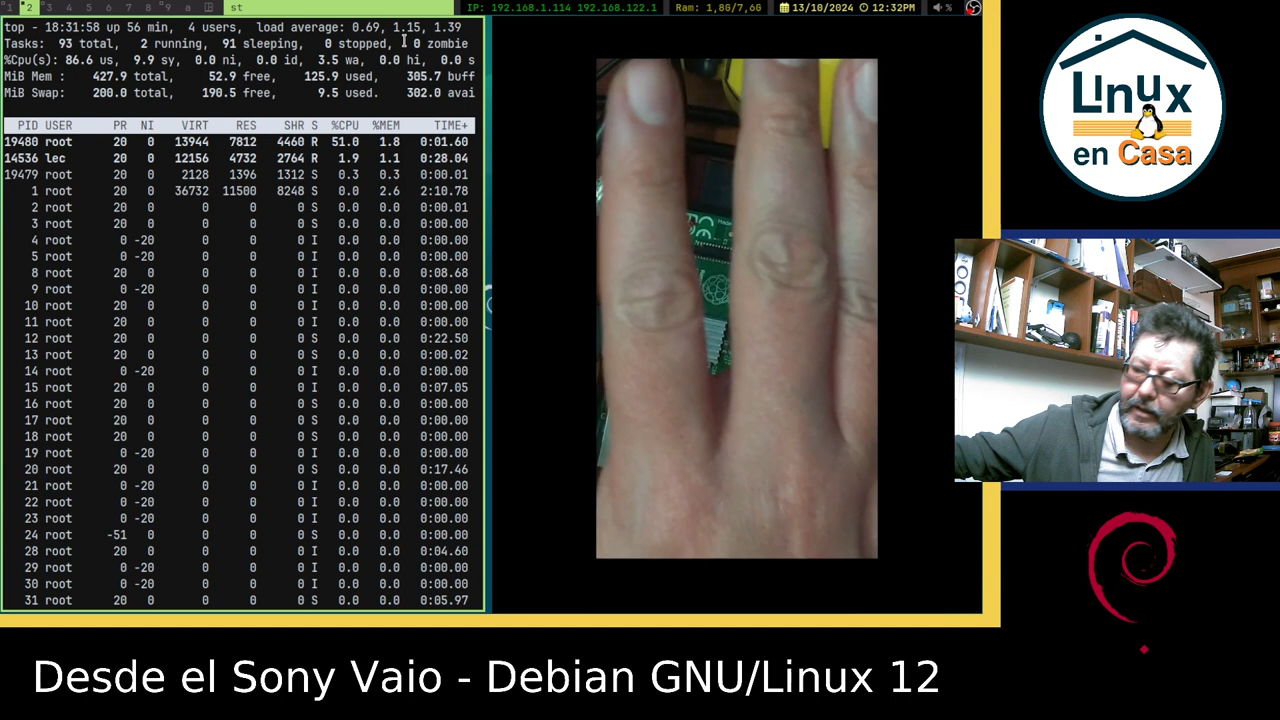 1 2 3 4 5 6 7 8 9 a st IP: 192.168.1.114 192.168.122.1 Ram: 1,86/7,66 13/10/2024 12:32PM %
top - 18:31:58 up 56 min, 4 users, load average: 0.69, 1.15, 1.39
Tasks: 93 total, 2 running, 91 sleeping, 0 stopped, 0 zombie
%Cpu(s): 86.6 us, 9.9 sy, 0.0 ni, 0.0 id, 3.5 wa, 0.0 hi, 0.0 s
MiB Mem : 427.9 total, 52.9 free, 125.9 used, 305.7 buff
MiB Swap: 200.0 total, 190.5 free, 9.5 used. 302.0 avai
PID USER PR NI VIRT RES SHR S %CPU %MEM TIME+
19480 root 20 0 13944 7812 4460 R 51.0 1.8 0:01.60
14536 lec 20 0 12156 4732 2764 R 1.9 1.1 0:28.04
19479 root 20 0 2128 1396 1312 S 0.3 0.3 0:00.01
1 root 20 0 36732 11500 8248 S 0.0 2.6 2:10.78
2 root 20 0 0 0 0 S 0.0 0.0 0:00.01
3 root 20 0 0 0 0 S 0.0 0.0 0:00.00
4 root 0 -20 0 0 0 I 0.0 0.0 0:00.00
5 root 0 -20 0 0 0 I 0.0 0.0 0:00.00
8 root 20 0 0 0 0 I 0.0 0.0 0:08.68
9 root 0 -20 0 0 0 I 0.0 0.0 0:00.00
10 root 20 0 0 0 0 I 0.0 0.0 0:00.00
11 root 20 0 0 0 0 I 0.0 0.0 0:00.00
12 root 20 0 0 0 0 S 0.0 0.0 0:22.50
13 root 20 0 0 0 0 I 0.0 0.0 0:00.02
14 root 0 -20 0 0 0 I 0.0 0.0 0:00.00
15 root 20 0 0 0 0 I 0.0 0.0 0:07.05
16 root 20 0 0 0 0 S 0.0 0.0 0:00.00
17 root 20 0 0 0 0 S 0.0 0.0 0:00.00
18 root 20 0 0 0 0 S 0.0 0.0 0:00.00
19 root 0 -20 0 0 0 I 0.0 0.0 0:00.00
20 root 20 0 0 0 0 S 0.0 0.0 0:17.46
21 root 0 -20 0 0 0 I 0.0 0.0 0:00.00
22 root 0 -20 0 0 0 I 0.0 0.0 0:00.00
23 root 0 -20 0 0 0 I 0.0 0.0 0:00.00
24 root -51 0 0 0 0 S 0.0 0.0 0:00.00
28 root 20 0 0 0 0 I 0.0 0.0 0:04.60
29 root 0 -20 0 0 0 I 0.0 0.0 0:00.00
30 root 0 -20 0 0 0 I 0.0 0.0 0:00.00
31 root 20 0 0 0 0 S 0.0 0.0 0:05.97
Linux
en Casa
Desde el Sony Vaio - Debian GNU/Linux 12